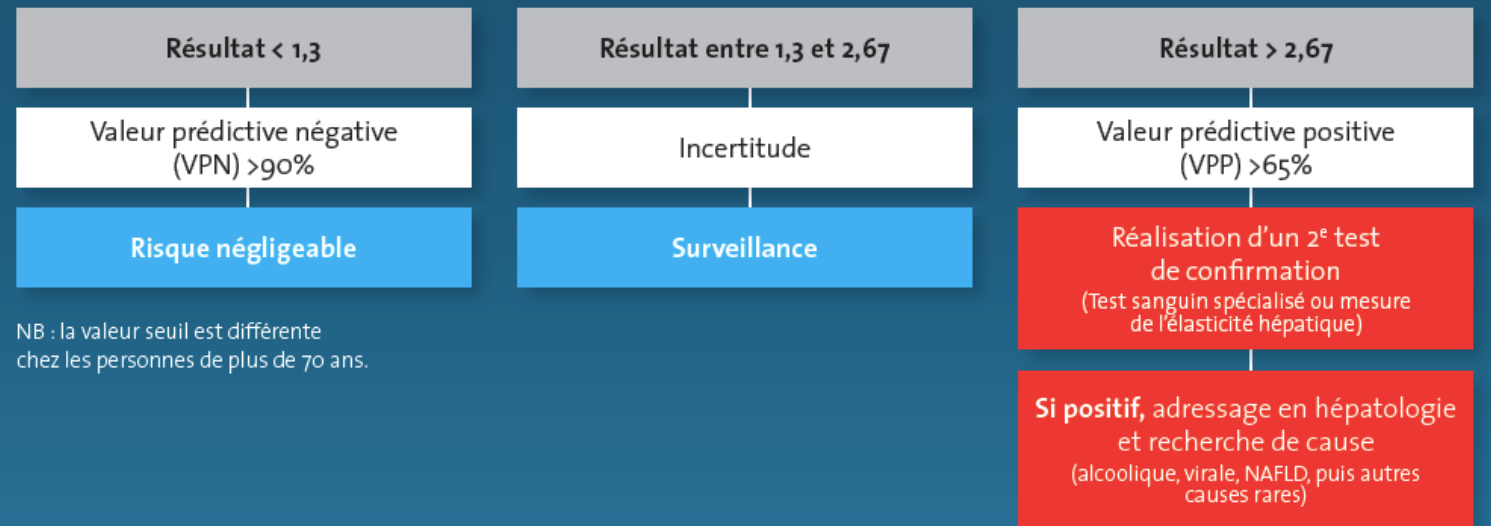 Résultat < 1,3
Valeur prédictive négative
(VPN) >90%
Risque négligeable
NB : la valeur seuil est différente
chez les personnes de plus de 70 ans.
Résultat entre 1,3 et 2,67
Incertitude
Surveillance
Résultat > 2,67
Valeur prédictive positive
(VPP) >65%
Réalisation d’un 2e test
de confirmation
(Test sanguin spécialisé ou mesure
de l’élasticité hépatique)
Si positif, adressage en hépatologie
et recherche de cause
(alcoolique, virale, NAFLD, puis autres
causes rares)